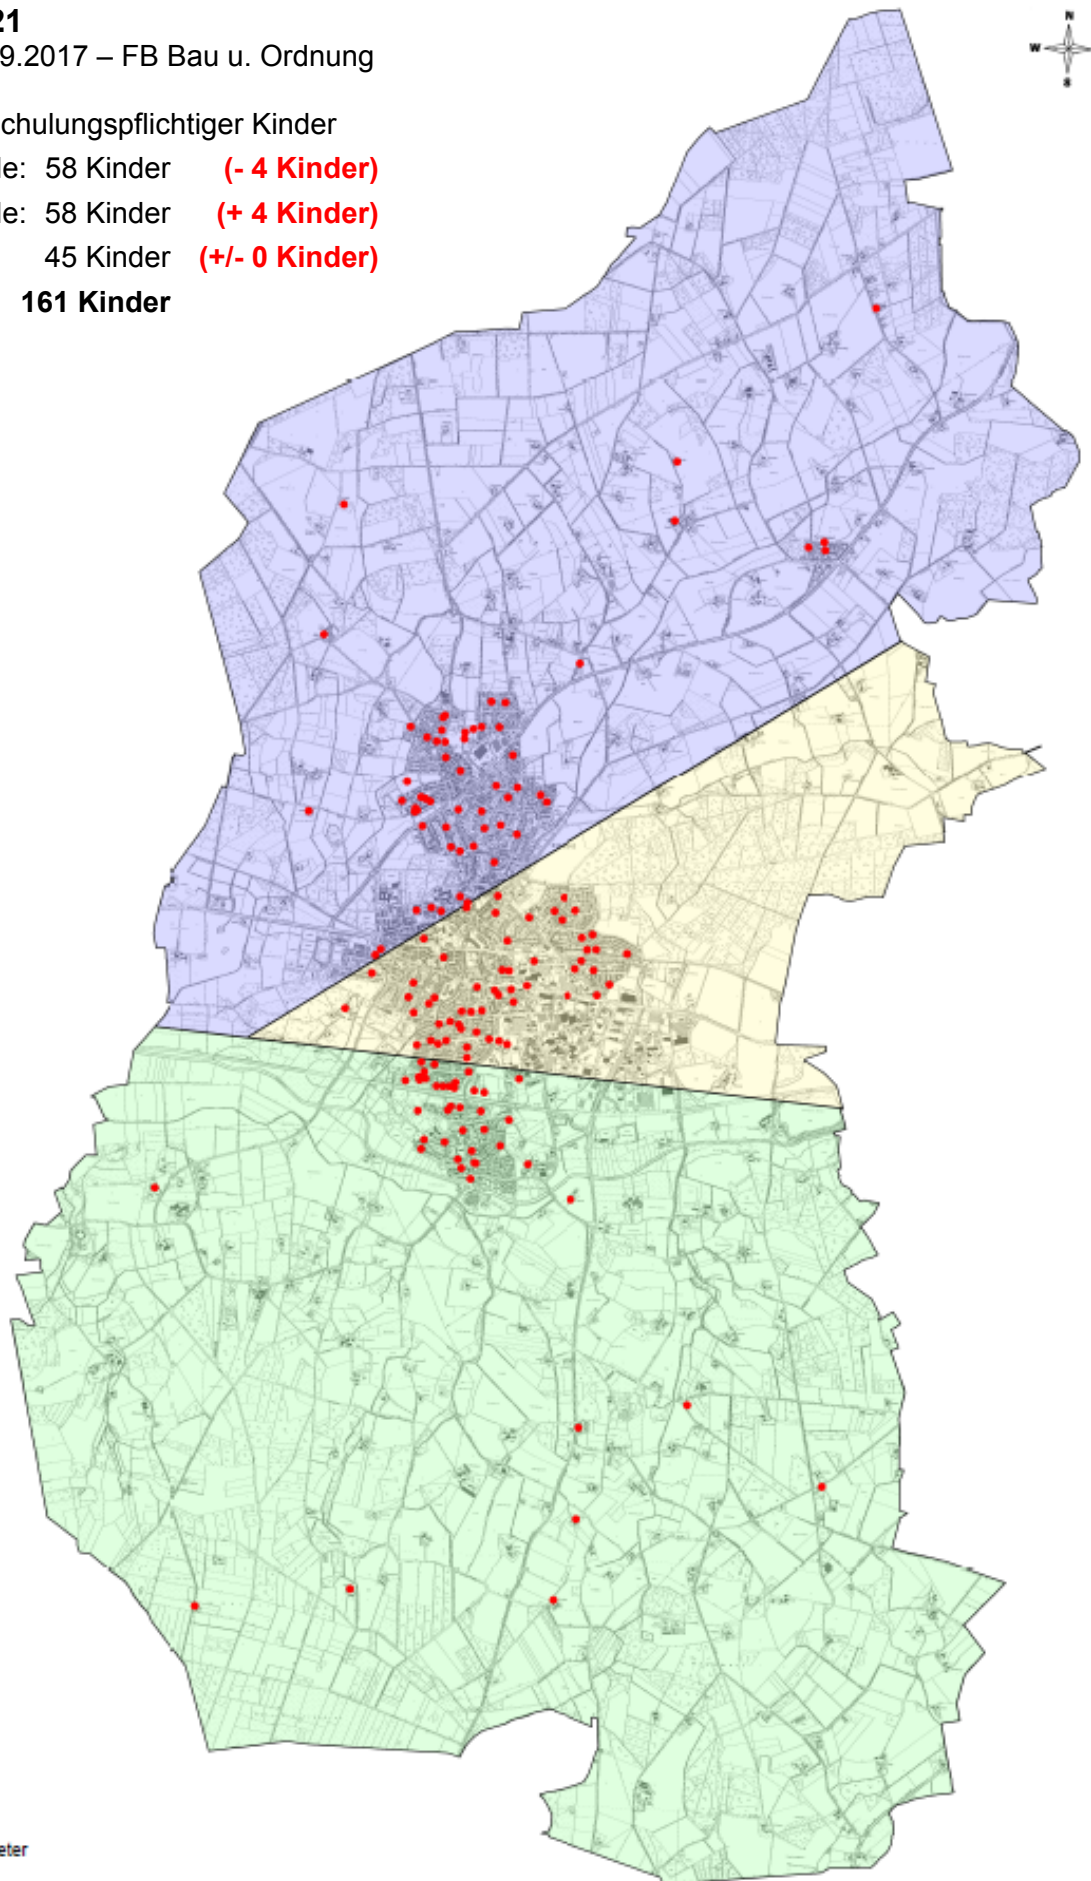 21
9.2017 – FB Bau u. Ordnung
chulungspflichtiger Kinder
le: 58 Kinder (- 4 Kinder)
le: 58 Kinder (+ 4 Kinder)
45 Kinder (+/- 0 Kinder)
161 Kinder
N
W
S
eter